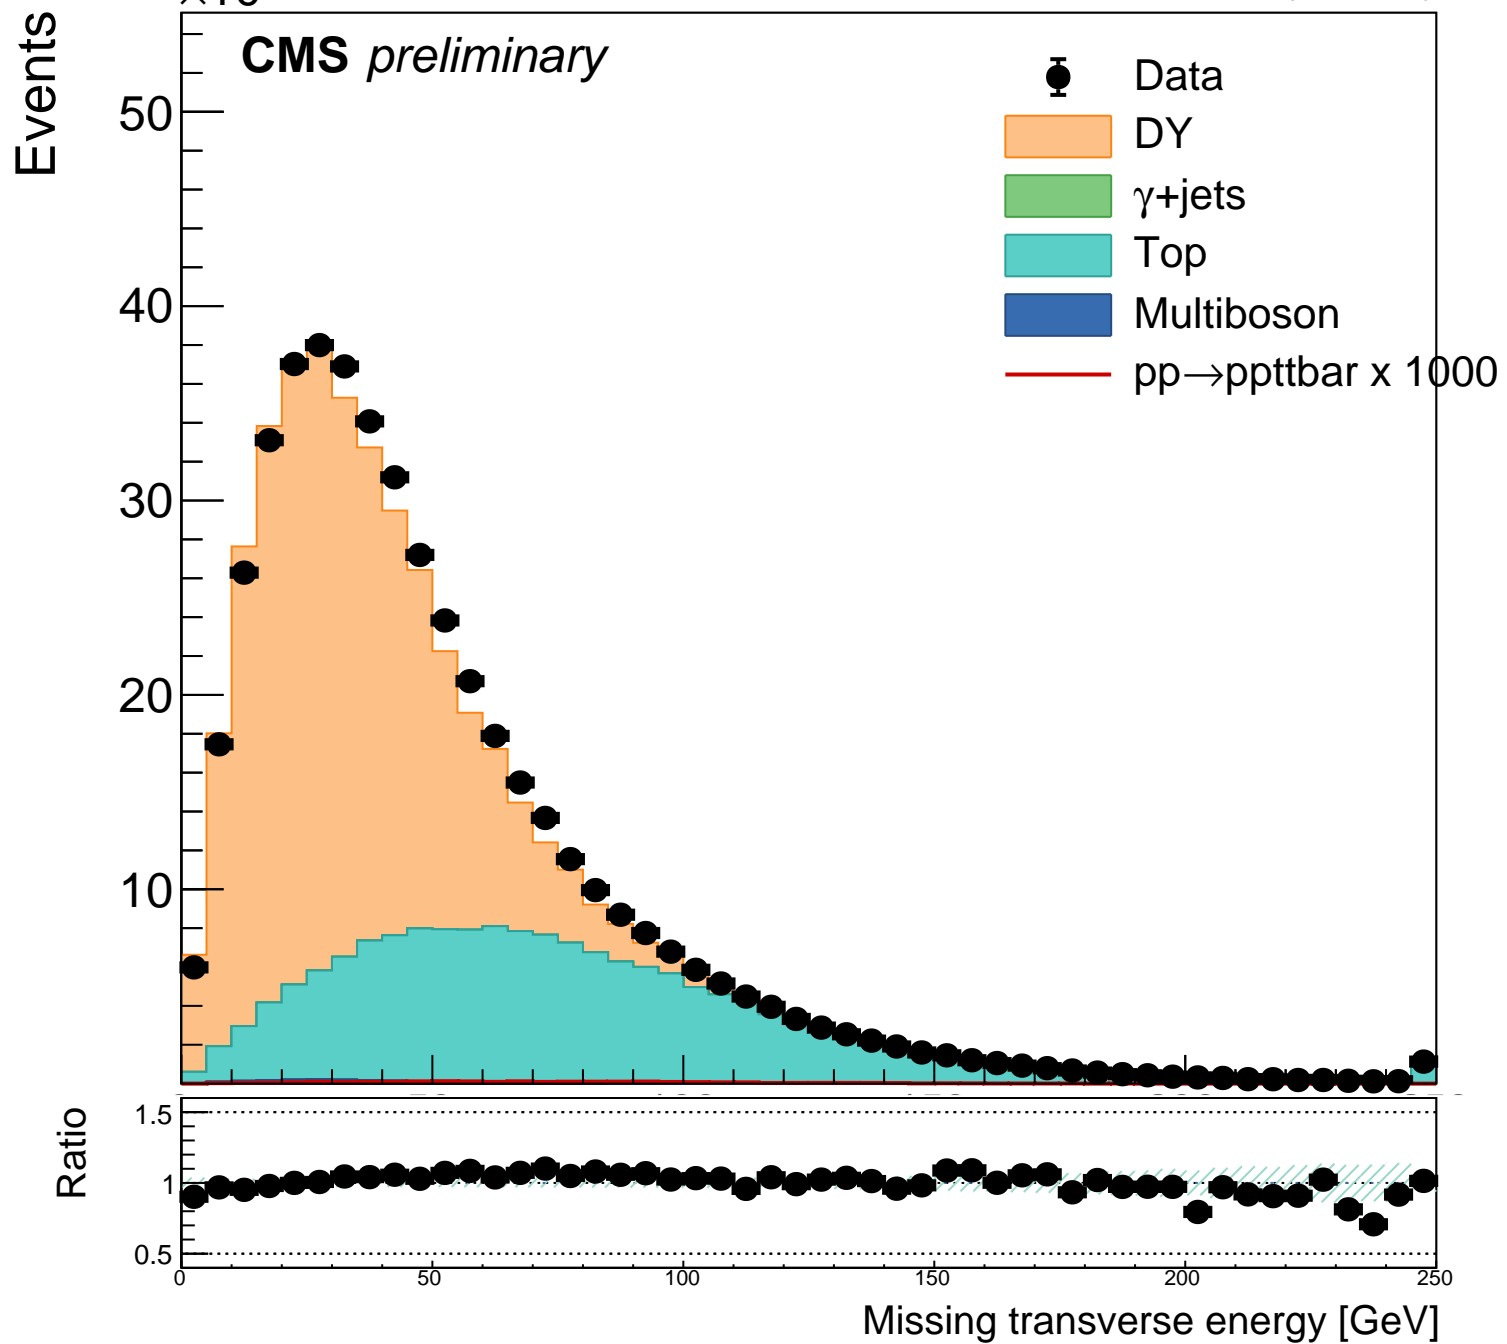 Events
CMS preliminary
Data
DY
γ+jets
Top
Multiboson
pp→ppttbar x 1000
50
40
30
20
10
Ratio
1.5
1
0.5
0 50 100 150 200 250
Missing transverse energy [GeV]